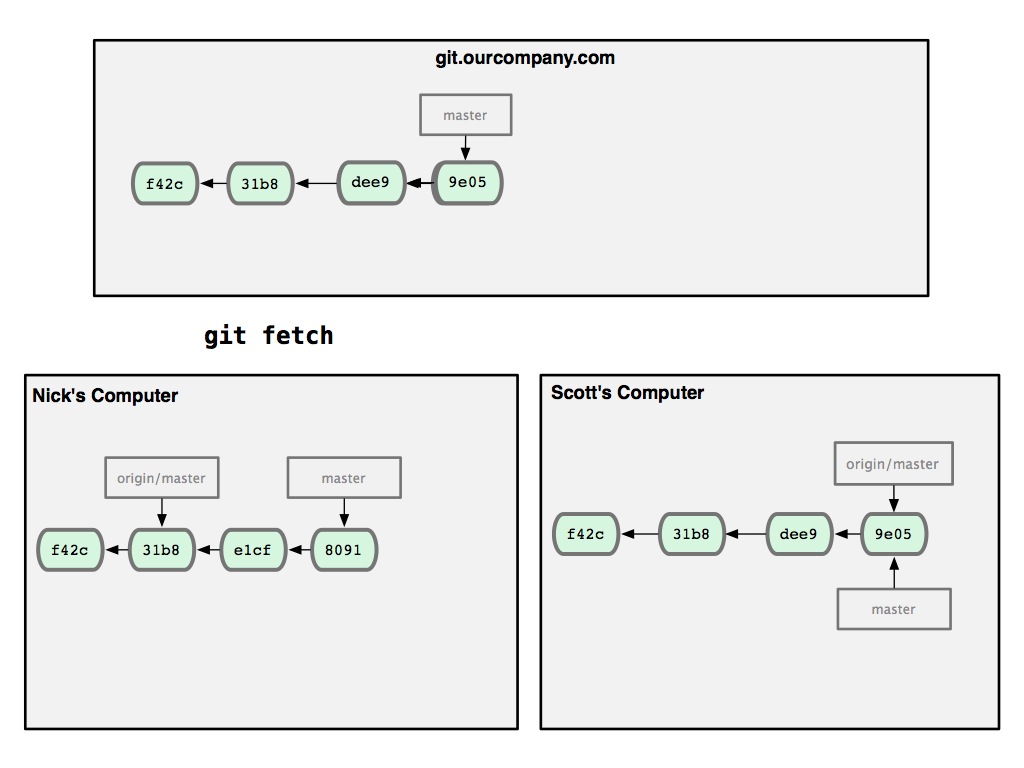 git.ourcompany.com
master
f42c 31b8 dee9 9e05
git fetch
Nick's Computer
origin/master master
f42c 31b8 e1cf 8091
Scott's Computer
origin/master
f42c 31b8 dee9 9e05
master